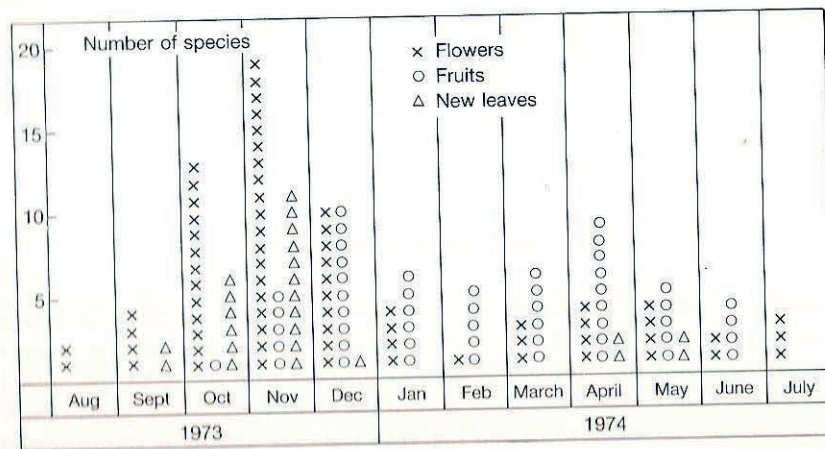 Number of species
20
15
10
5
× Flowers
○ Fruits
△ New leaves
Aug Sept Oct Nov Dec Jan Feb March April May June July
1973 1974